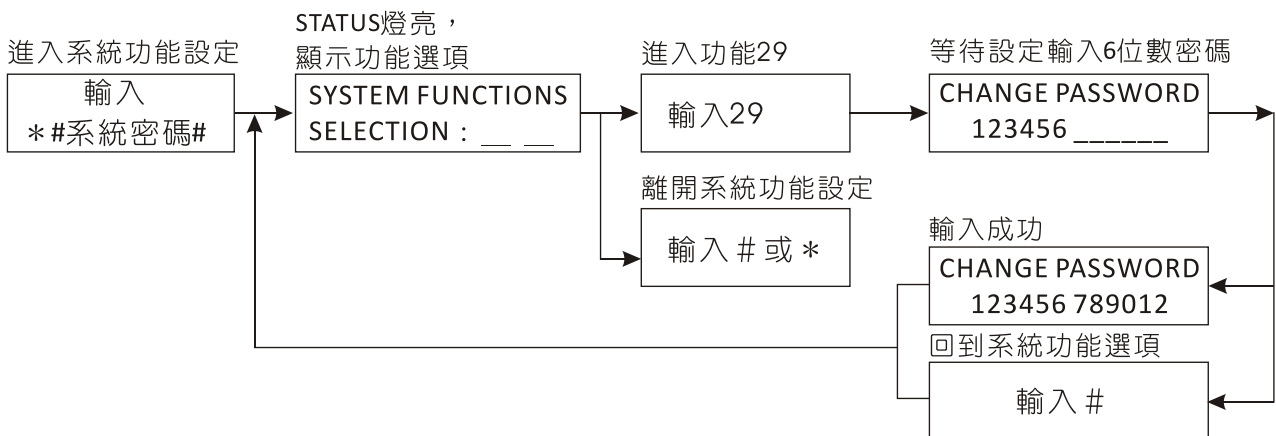 進入系統功能設定
輸入
＊#系統密碼#
STATUS燈亮，
顯示功能選項
SYSTEM FUNCTIONS
SELECTION : __ __
進入功能29
輸入29
離開系統功能設定
輸入＃或＊
等待設定輸入6位數密碼
CHANGE PASSWORD
123456 ______
輸入成功
CHANGE PASSWORD
123456 789012
回到系統功能選項
輸入＃